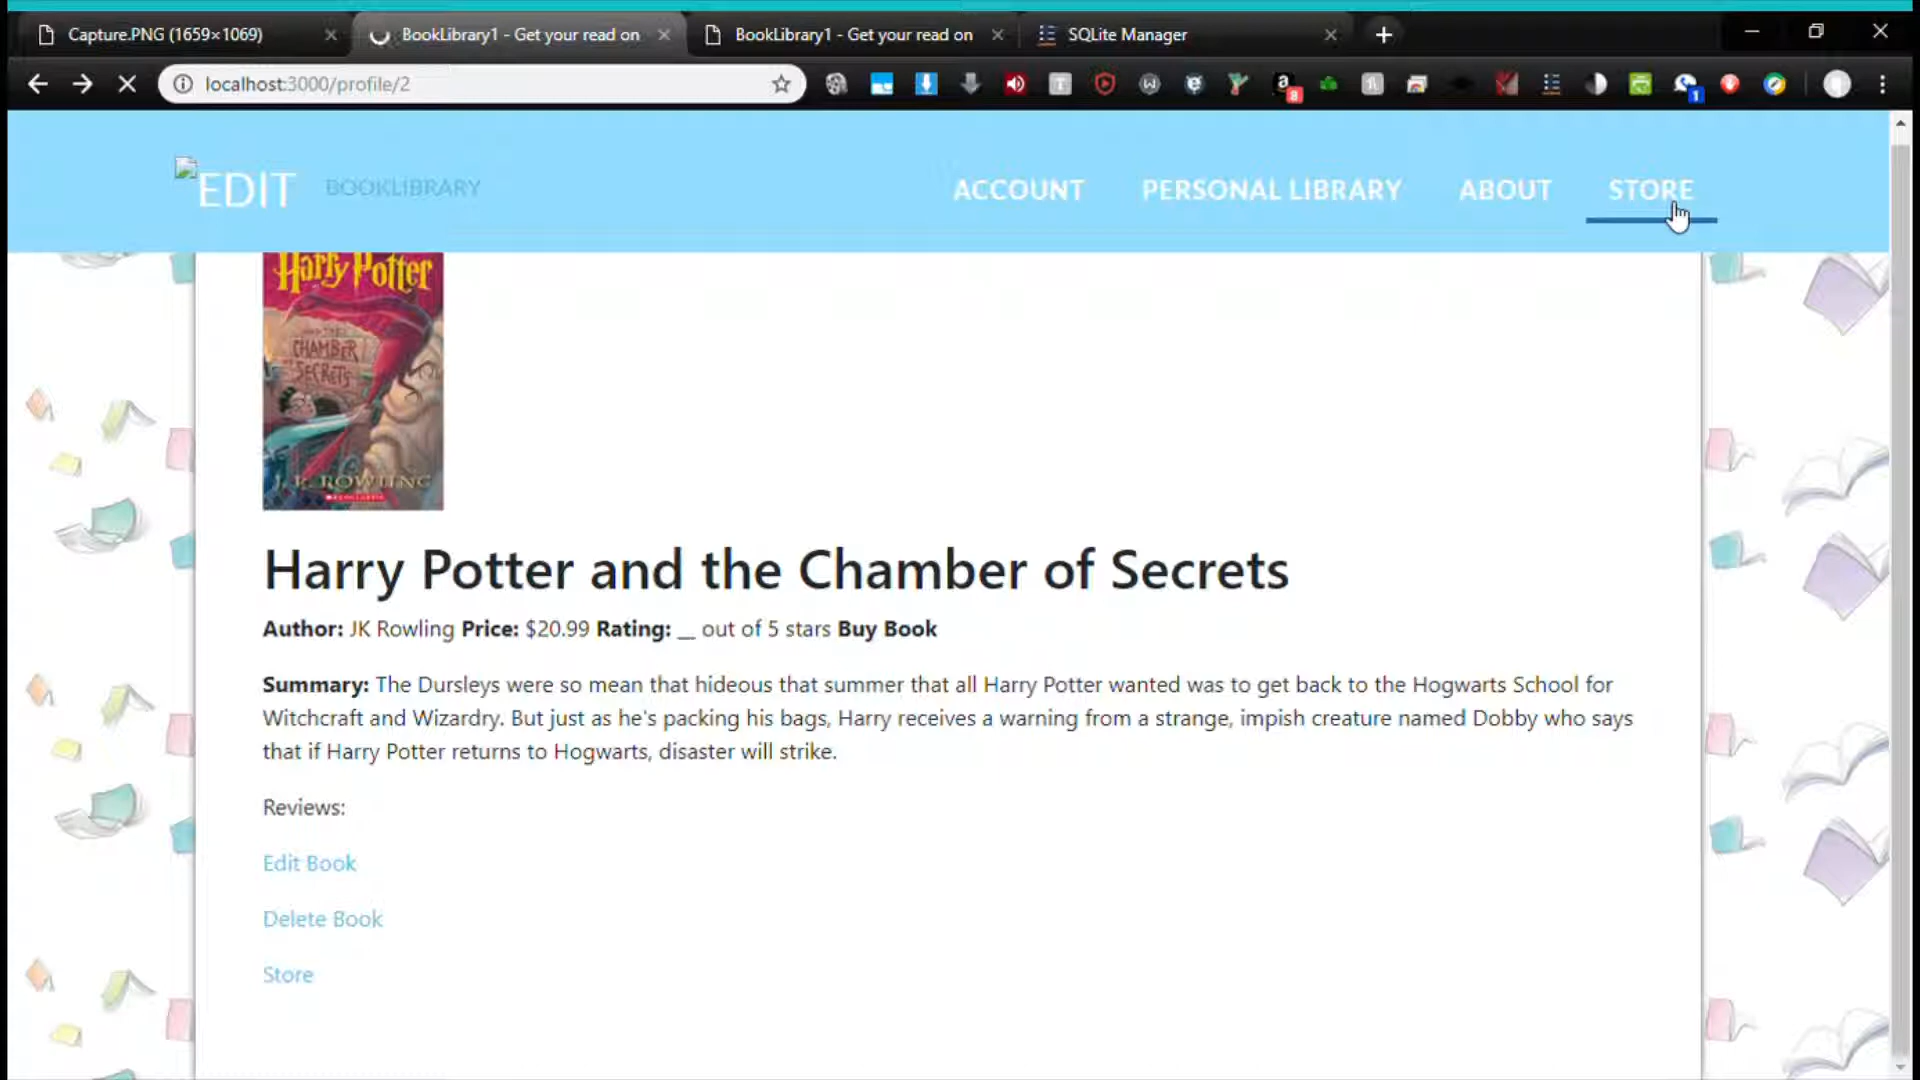 Capture.PNG (1659×1069)
BookLibrary1 - Get your read on
BookLibrary1 - Get your read on
SQLite Manager
localhost:3000/profile/2
EDIT
BOOKLIBRARY
ACCOUNT
PERSONAL LIBRARY
ABOUT
STORE
Harry Potter
AND THE
CHAMBER
OF
SECRETS
J. K. ROWLING
Harry Potter and the Chamber of Secrets
Author: JK Rowling Price: $20.99 Rating: __ out of 5 stars Buy Book
Summary: The Dursleys were so mean that hideous that summer that all Harry Potter wanted was to get back to the Hogwarts School for
Witchcraft and Wizardry. But just as he's packing his bags, Harry receives a warning from a strange, impish creature named Dobby who says
that if Harry Potter returns to Hogwarts, disaster will strike.
Reviews:
Edit Book
Delete Book
Store